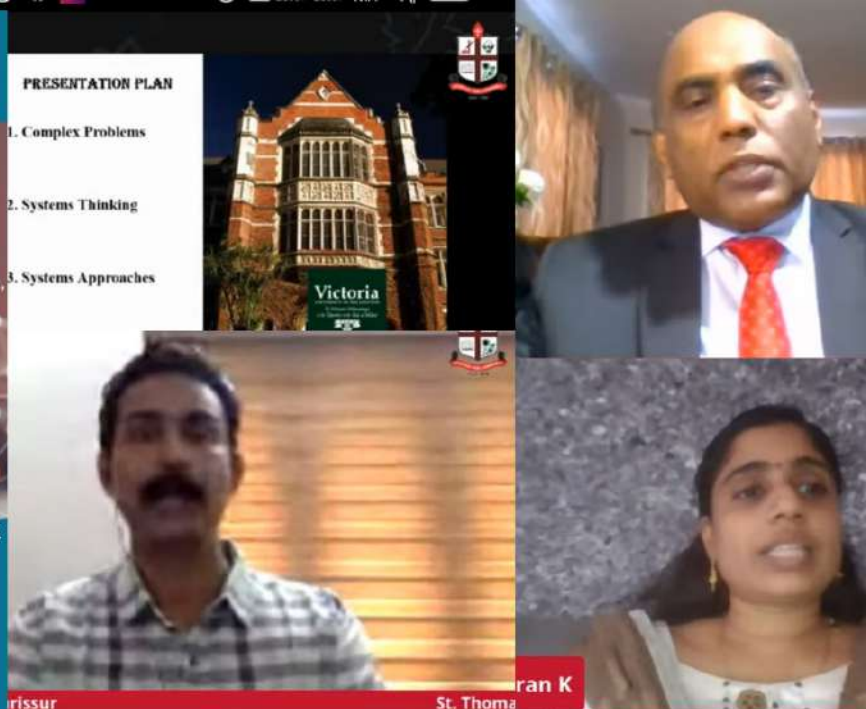 PRESENTATION PLAN
1. Complex Problems
2. Systems Thinking
3. Systems Approaches
Victoria
rissur
St. Thoma
ran K